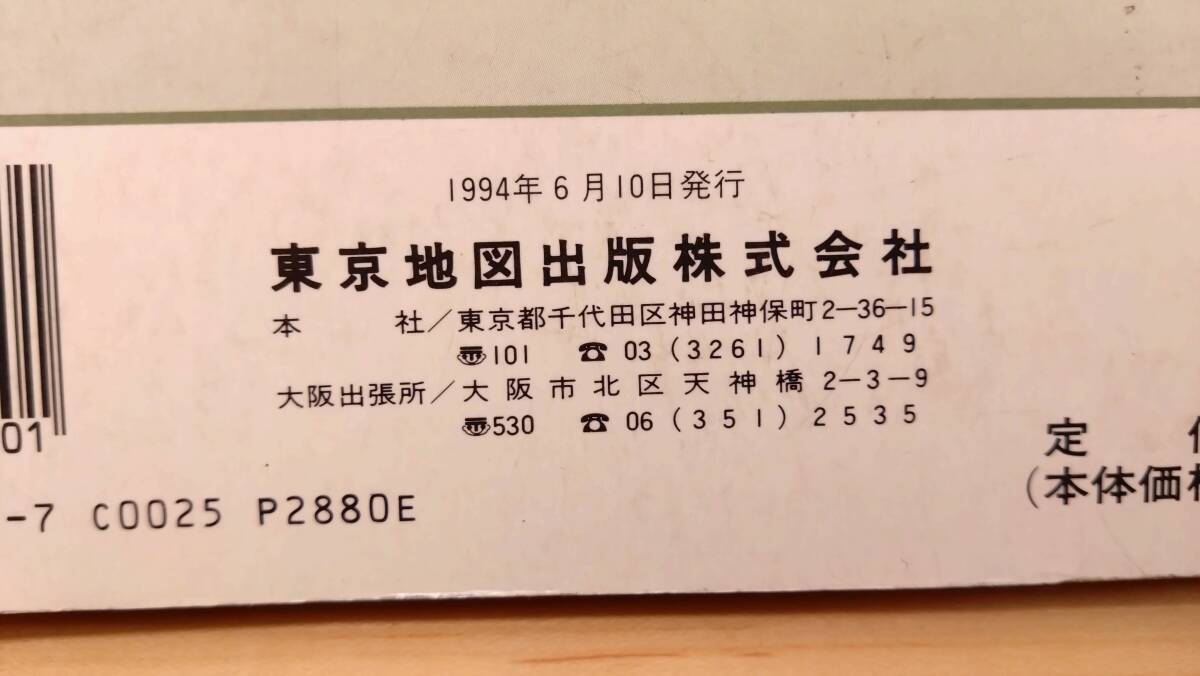 1994年6月10日発行
東京地図出版株式会社
本　社／東京都千代田区神田神保町2-36-15
〠101 ☎ 03（3261）1749
大阪出張所／大阪市北区天神橋2-3-9
〠530 ☎ 06（351）2535
01
定
-7 C0025 P2880E
（本体価